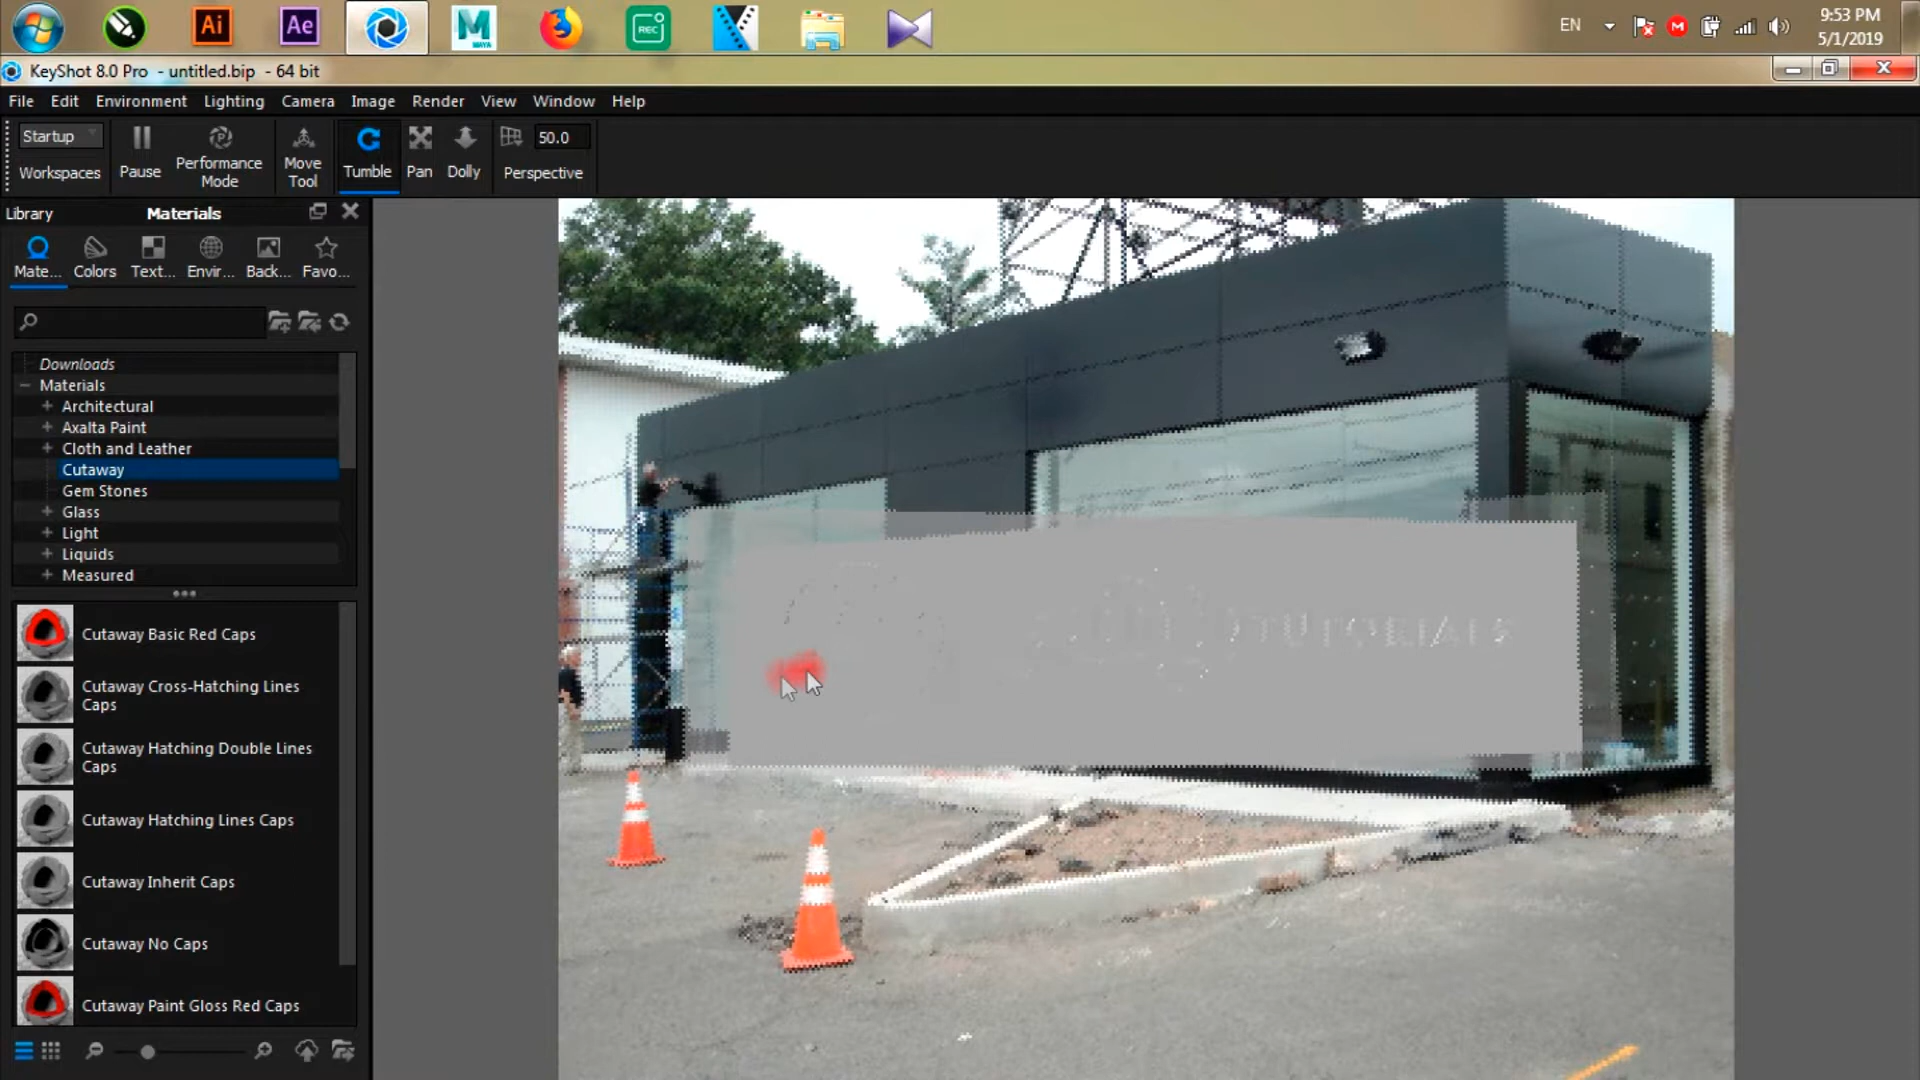 Ai
Ae
MAYA
REC
EN
9:53 PM
5/1/2019
KeyShot 8.0 Pro - untitled.bip - 64 bit
File Edit Environment Lighting Camera Image Render View Window Help
Startup
Workspaces
Pause
Performance Mode
Move Tool
Tumble
Pan
Dolly
50.0
Perspective
Library
Materials
Mate...
Colors
Text...
Envir...
Back...
Favo...
Downloads
Materials
Architectural
Axalta Paint
Cloth and Leather
Cutaway
Gem Stones
Glass
Light
Liquids
Measured
Cutaway Basic Red Caps
Cutaway Cross-Hatching Lines
Caps
Cutaway Hatching Double Lines
Caps
Cutaway Hatching Lines Caps
Cutaway Inherit Caps
Cutaway No Caps
Cutaway Paint Gloss Red Caps